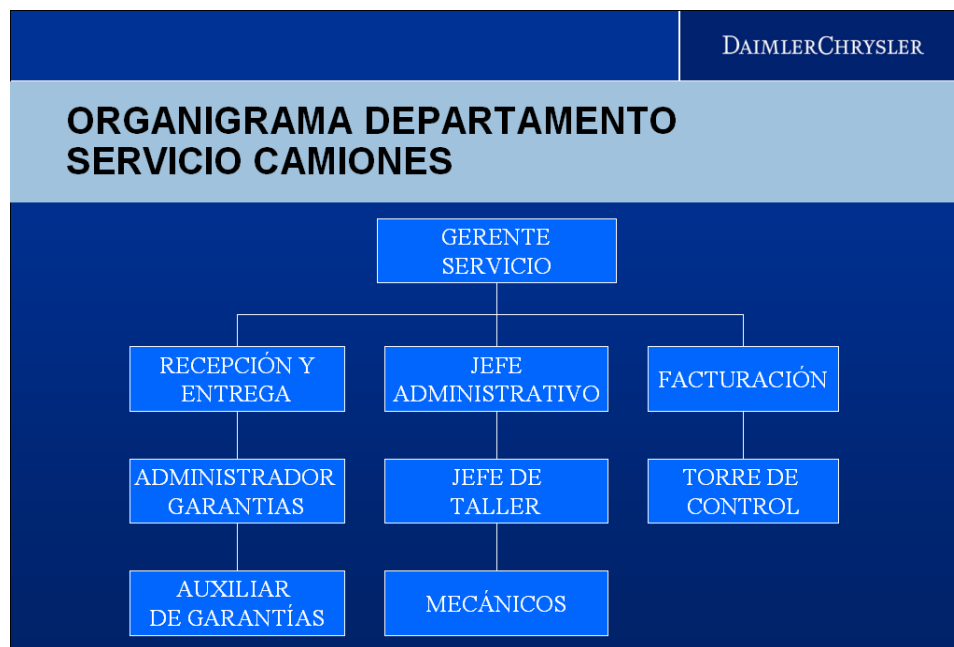 DAIMLERCHRYSLER
ORGANIGRAMA DEPARTAMENTO
SERVICIO CAMIONES
GERENTE
SERVICIO
RECEPCIÓN Y
ENTREGA
JEFE
ADMINISTRATIVO
FACTURACIÓN
ADMINISTRADOR
GARANTIAS
JEFE DE
TALLER
TORRE DE
CONTROL
AUXILIAR
DE GARANTÍAS
MECÁNICOS